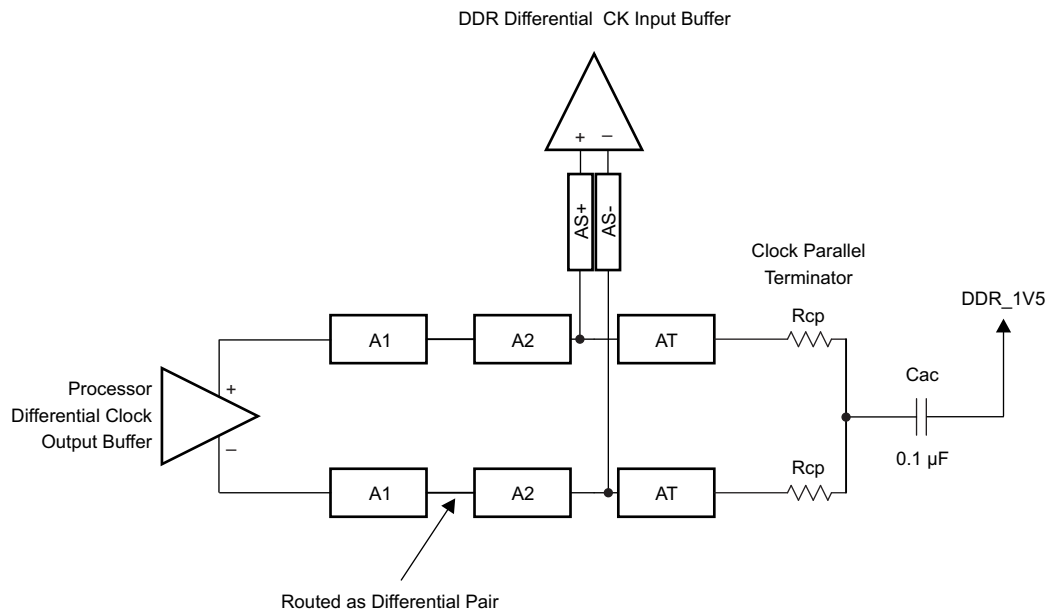 DDR Differential CK Input Buffer
+ –
AS+ AS-
Clock Parallel
Terminator
DDR_1V5
Rcp
A1 A2 AT
Cac
+
Processor
Differential Clock
Output Buffer
–
0.1 µF
Rcp
A1 A2 AT
Routed as Differential Pair